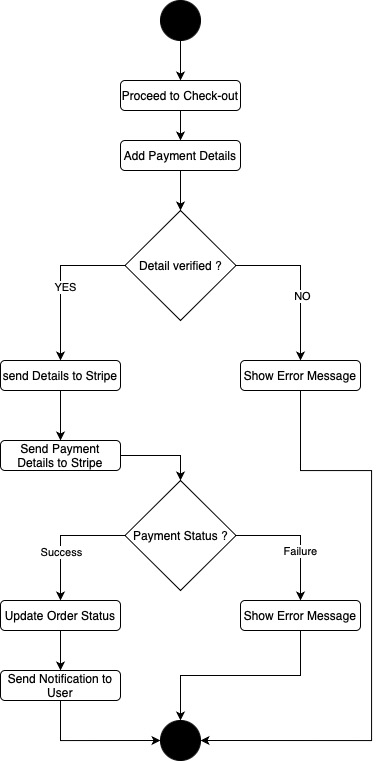 Proceed to Check-out
Add Payment Details
Detail verified ?
YES
NO
send Details to Stripe
Show Error Message
Send Payment
Details to Stripe
Payment Status ?
Success
Failure
Update Order Status
Show Error Message
Send Notification to
User